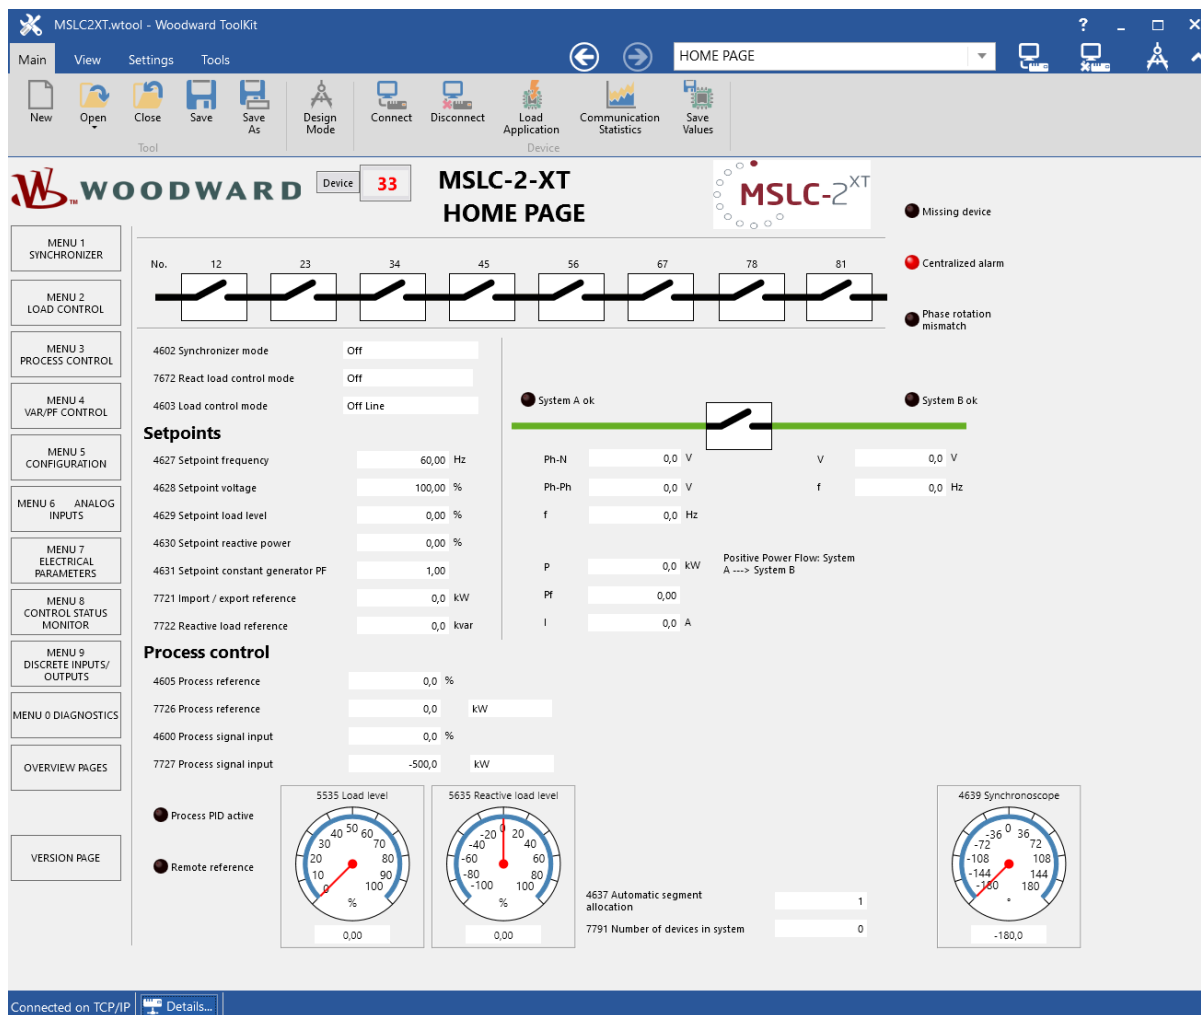 MSLC2XT.wtool - Woodward ToolKit
?
Main View Settings Tools
HOME PAGE
New Open Close Save Save As Design Mode Connect Disconnect Load Application Communication Statistics Save Values
Tool Device
WOODWARD
TM
Device 33
MSLC-2-XT
HOME PAGE
MSLC-2XT
Missing device
Centralized alarm
Phase rotation
mismatch
MENU 1
SYNCHRONIZER
MENU 2
LOAD CONTROL
MENU 3
PROCESS CONTROL
MENU 4
VAR/PF CONTROL
MENU 5
CONFIGURATION
MENU 6 ANALOG
INPUTS
MENU 7
ELECTRICAL
PARAMETERS
MENU 8
CONTROL STATUS
MONITOR
MENU 9
DISCRETE INPUTS/
OUTPUTS
MENU 0 DIAGNOSTICS
OVERVIEW PAGES
VERSION PAGE
No. 12 23 34 45 56 67 78 81
4602 Synchronizer mode Off
7672 React load control mode Off
4603 Load control mode Off Line
Setpoints
4627 Setpoint frequency 60,00 Hz
4628 Setpoint voltage 100,00 %
4629 Setpoint load level 0,00 %
4630 Setpoint reactive power 0,00 %
4631 Setpoint constant generator PF 1,00
7721 Import / export reference 0,0 kW
7722 Reactive load reference 0,0 kvar
System A ok
System B ok
Ph-N 0,0 V
V 0,0 V
Ph-Ph 0,0 V
f 0,0 Hz
f 0,0 Hz
P 0,0 kW
Positive Power Flow: System
A ---> System B
Pf 0,00
I 0,0 A
Process control
4605 Process reference 0,0 %
7726 Process reference 0,0 kW
4600 Process signal input 0,0 %
7727 Process signal input -500,0 kW
Process PID active
Remote reference
5535 Load level
0 10 20 30 40 50 60 70 80 90 100
%
0,00
5635 Reactive load level
-100 -80 -60 -40 -20 0 20 40 60 80 100
%
0,00
4637 Automatic segment
allocation 1
7791 Number of devices in system 0
4639 Synchronoscope
-180 -144 -108 -72 -36 0 36 72 108 144 180
°
-180,0
Connected on TCP/IP Details...